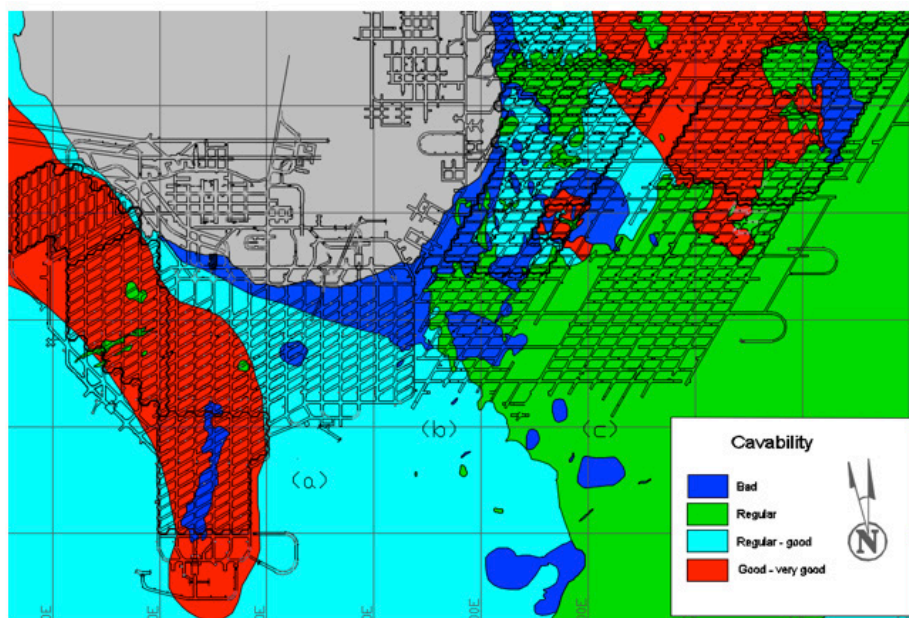 (a)
(b)
Cavability
Bad
Regular
Regular - good
Good - very good
N